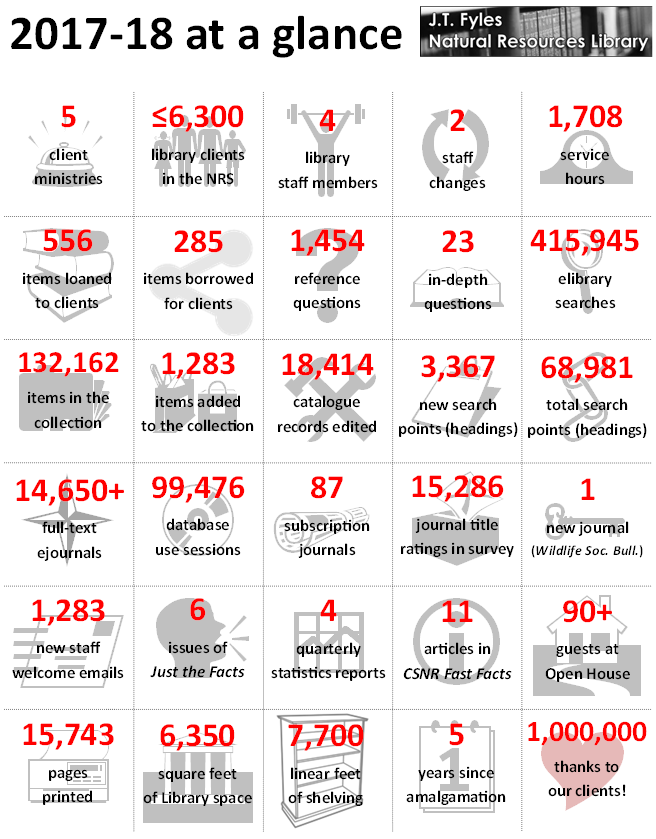 2017-18 at a glance
J.T. Fyles
Natural Resources Library
5
client
ministries
≤6,300
library clients
in the NRS
4
library
staff members
2
staff
changes
1,708
service
hours
556
items loaned
to clients
285
items borrowed
for clients
1,454
reference
questions
23
in-depth
questions
415,945
elibrary
searches
132,162
items in the
collection
1,283
items added
to the collection
18,414
catalogue
records edited
3,367
new search
points (headings)
68,981
total search
points (headings)
14,650+
full-text
ejournals
99,476
database
use sessions
87
subscription
journals
15,286
journal title
ratings in survey
1
new journal
(Wildlife Soc. Bull.)
1,283
new staff
welcome emails
6
issues of
Just the Facts
4
quarterly
statistics reports
11
articles in
CSNR Fast Facts
90+
guests at
Open House
15,743
pages
printed
6,350
square feet
of Library space
7,700
linear feet
of shelving
5
1
years since
amalgamation
1,000,000
thanks to
our clients!